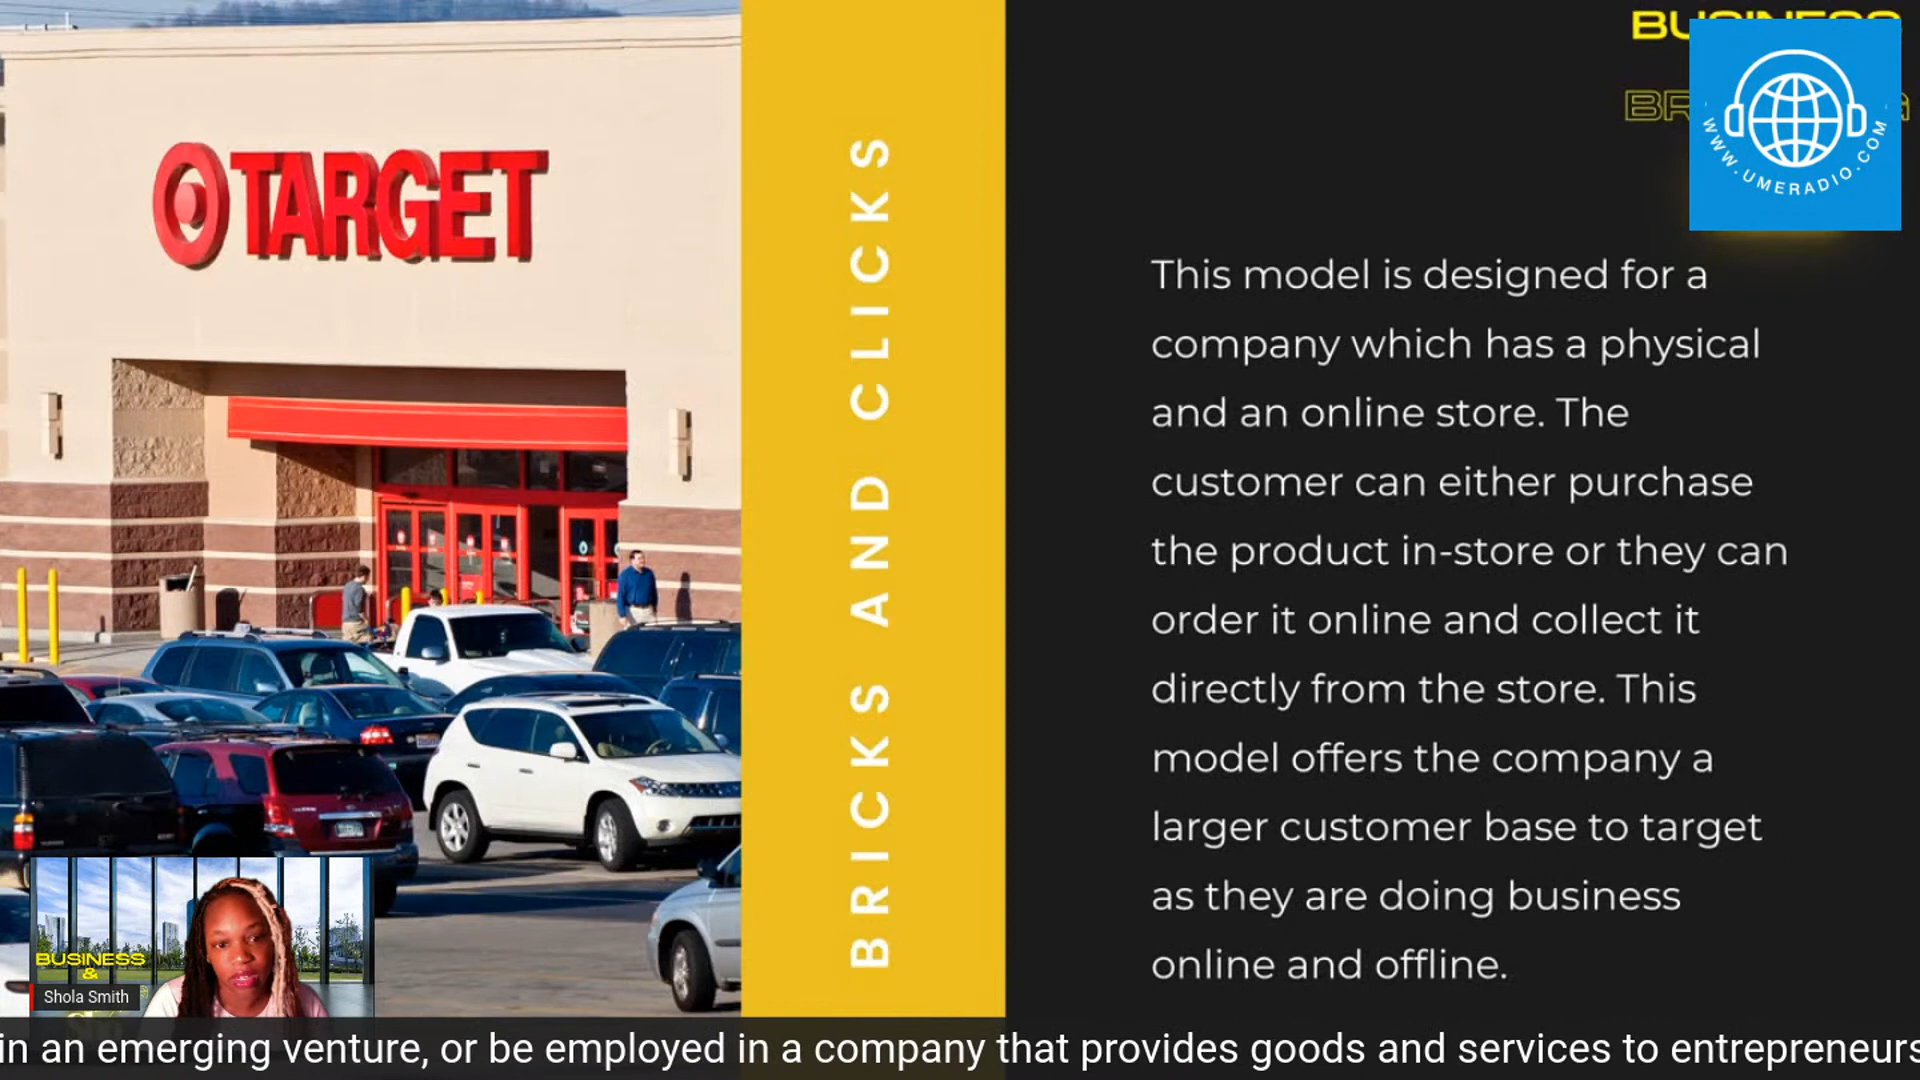 TARGET
BRICKS AND CLICKS
BUSINESS
WWW.UMERADIO.COM
This model is designed for a
company which has a physical
and an online store. The
customer can either purchase
the product in-store or they can
order it online and collect it
directly from the store. This
model offers the company a
larger customer base to target
as they are doing business
online and offline.
BUSINESS
&
Shola Smith
in an emerging venture, or be employed in a company that provides goods and services to entrepreneurs